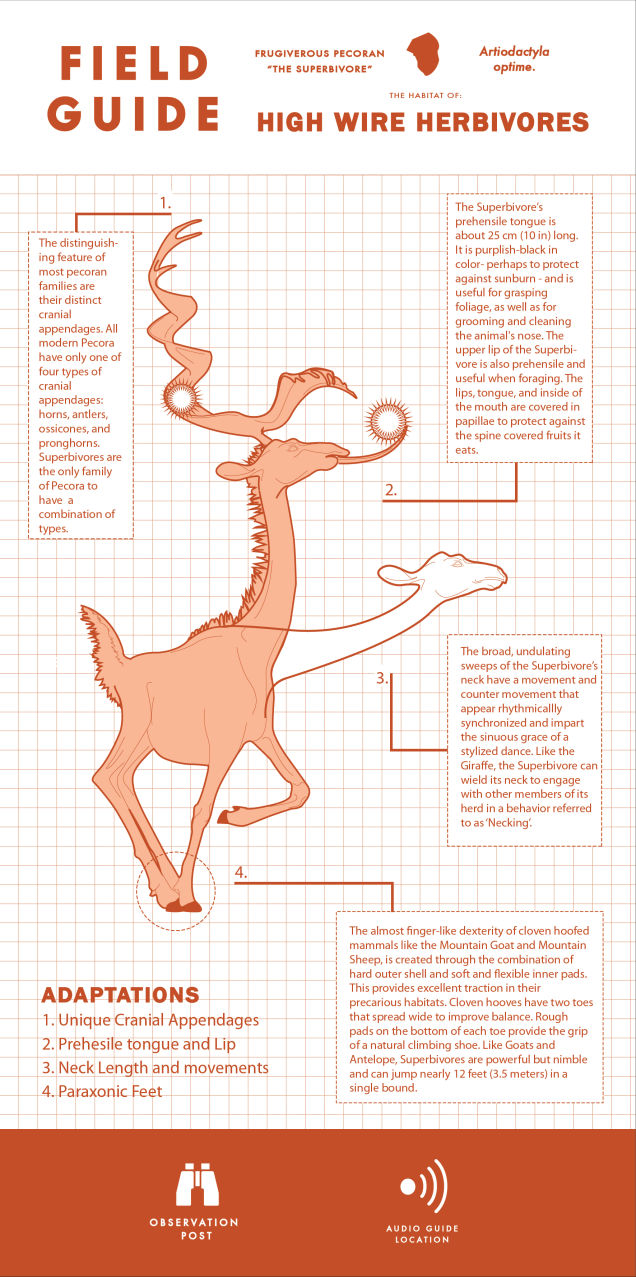 FIELD
GUIDE
FRUGIVEROUS PECORAN
“THE SUPERBIVORE”
Artiodactyla
optime.
THE HABITAT OF:
HIGH WIRE HERBIVORES
1.
The distinguish-
ing feature of
most pecoran
families are
their distinct
cranial
appendages. All
modern Pecora
have only one of
four types of
cranial
appendages:
horns, antlers,
ossicones, and
pronghorns.
Superbivores are
the only family
of Pecora to
have a
combination of
types.
The Superbivore’s
prehensile tongue is
about 25 cm (10 in) long.
It is purplish-black in
color- perhaps to protect
against sunburn - and is
useful for grasping
foliage, as well as for
grooming and cleaning
the animal's nose. The
upper lip of the Superbi-
vore is also prehensile and
useful when foraging. The
lips, tongue, and inside of
the mouth are covered in
papillae to protect against
the spine covered fruits it
eats.
2.
3.
The broad, undulating
sweeps of the Superbivore’s
neck have a movement and
counter movement that
appear rhythmicallly
synchronized and impart
the sinuous grace of a
stylized dance. Like the
Giraffe, the Superbivore can
wield its neck to engage
with other members of its
herd in a behavior referred
to as ‘Necking’.
4.
The almost finger-like dexterity of cloven hoofed
mammals like the Mountain Goat and Mountain
Sheep, is created through the combination of
hard outer shell and soft and flexible inner pads.
This provides excellent traction in their
precarious habitats. Cloven hooves have two toes
that spread wide to improve balance. Rough
pads on the bottom of each toe provide the grip
of a natural climbing shoe. Like Goats and
Antelope, Superbivores are powerful but nimble
and can jump nearly 12 feet (3.5 meters) in a
single bound.
ADAPTATIONS
1. Unique Cranial Appendages
2. Prehesile tongue and Lip
3. Neck Length and movements
4. Paraxonic Feet
OBSERVATION
POST
AUDIO GUIDE
LOCATION